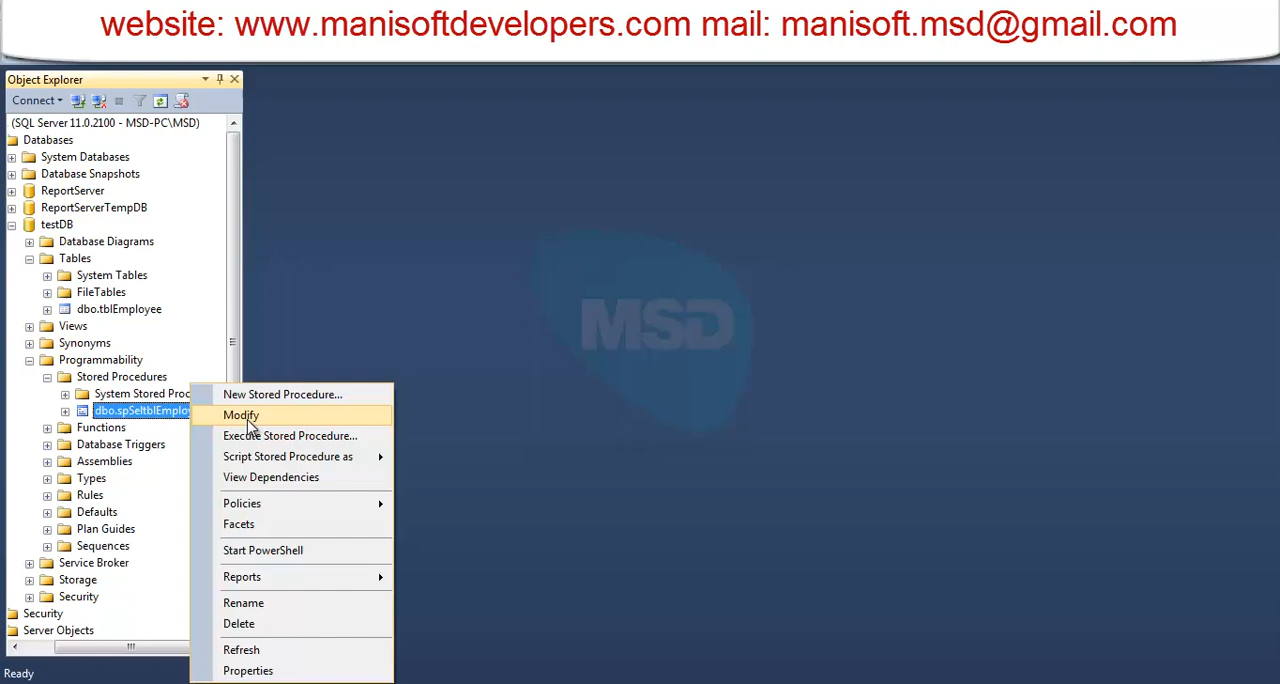 website: www.manisoftdevelopers.com mail: manisoft.msd@gmail.com
Object Explorer
Connect
(SQL Server 11.0.2100 - MSD-PC\MSD)
Databases
System Databases
Database Snapshots
ReportServer
ReportServerTempDB
testDB
Database Diagrams
Tables
System Tables
FileTables
dbo.tblEmployee
Views
Synonyms
Programmability
Stored Procedures
System Stored Proc
dbo.spSeltblEmploy
Functions
Database Triggers
Assemblies
Types
Rules
Defaults
Plan Guides
Sequences
Service Broker
Storage
Security
Security
Server Objects
New Stored Procedure...
Modify
Execute Stored Procedure...
Script Stored Procedure as
View Dependencies
Policies
Facets
Start PowerShell
Reports
Rename
Delete
Refresh
Properties
MSD
Ready